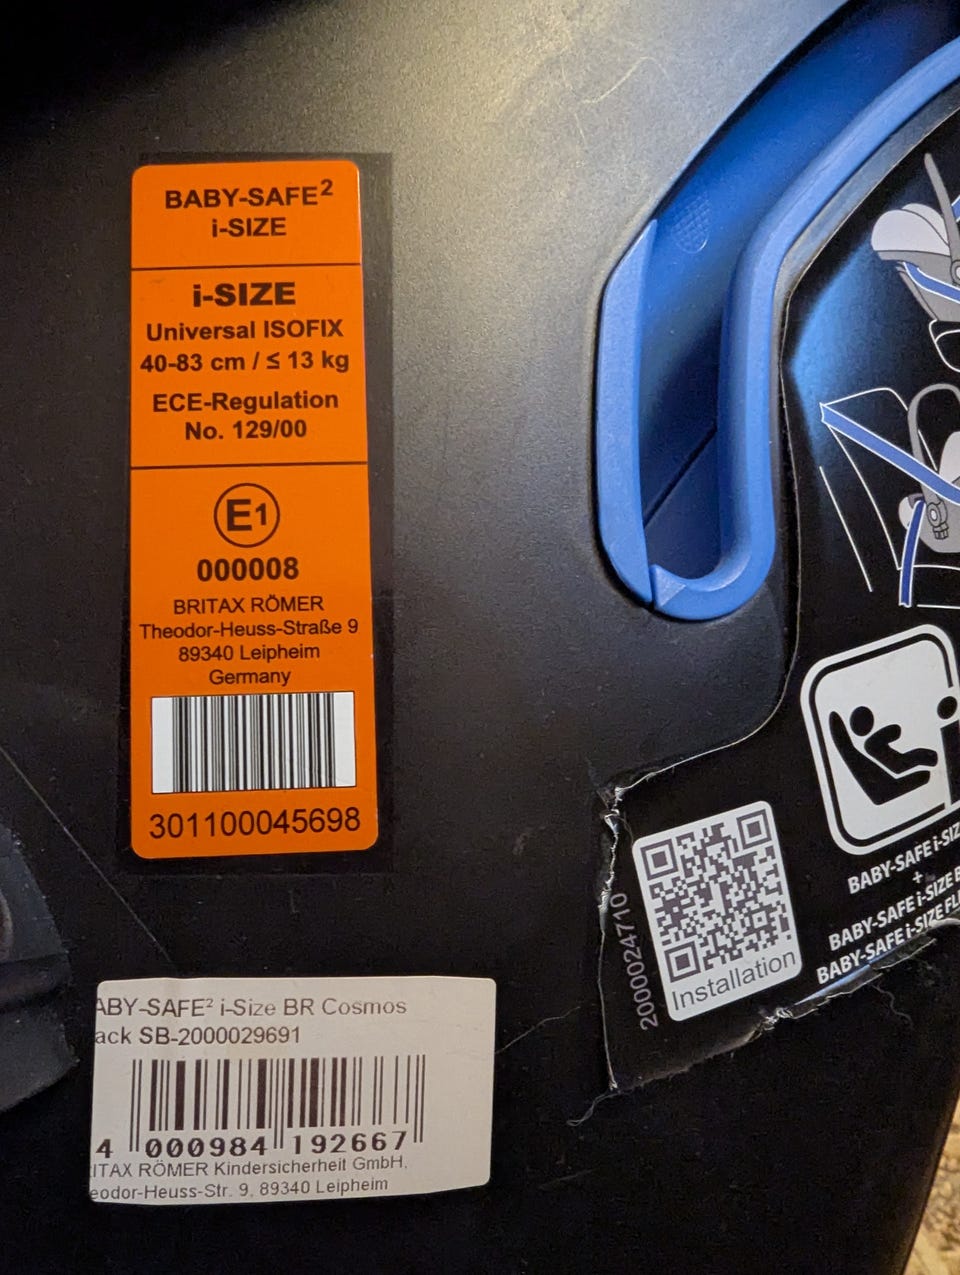 BABY-SAFE²
i-SIZE
i-SIZE
Universal ISOFIX
40-83 cm / ≤ 13 kg
ECE-Regulation
No. 129/00
E1
000008
BRITAX RÖMER
Theodor-Heuss-Straße 9
89340 Leipheim
Germany
301100045698
ABY-SAFE² i-Size BR Cosmos
ack SB-2000029691
4 000984 192667
ITAX RÖMER Kindersicherheit GmbH,
eodor-Heuss-Str. 9, 89340 Leipheim
2000024710
Installation
BABY-SAFE i-SIZ
+
BABY-SAFE i-SIZE B
BABY-SAFE i-SIZE FL